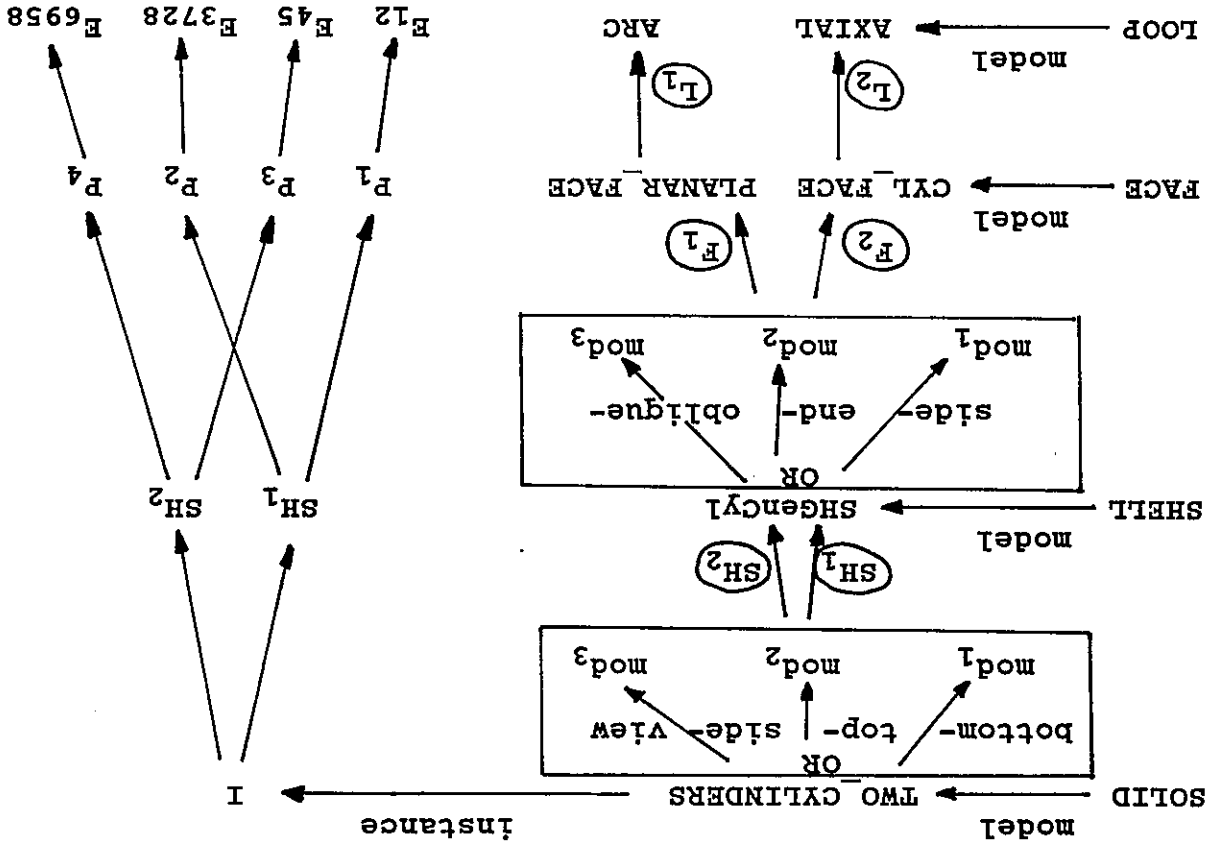 model instance
SOLID TWO_CYLINDERS I
OR
bottom- top- side- view
mod₁ mod₂ mod₃
SH₁ SH₂
model
SHELL SHGenCyl SH₁ SH₂
OR
side- end- oblique-
mod₁ mod₂ mod₃
F₂ F₁
model
FACE CYL_FACE PLANAR_FACE P₁ P₃ P₂ P₄
L₂ L₁
model
LOOP AXIAL ARC E₁₂ E₄₅ E₃₇₂₈ E₆₉₅₈